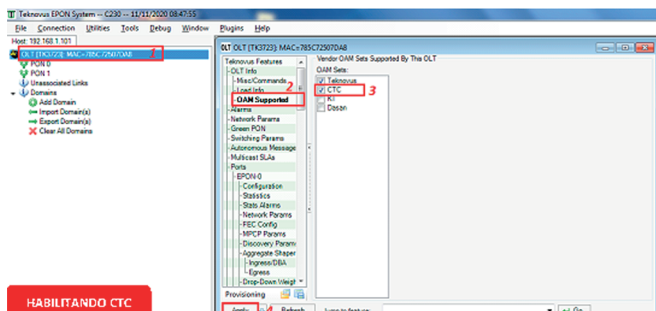 Teknovus EPON System -- C230 -- 11/11/2020 08:47:55
File Connection Utilities Tools Debug Window Plugins Help
Host: 192.168.1.101
OLT [TK3723]: MAC=785C72507DA8 1
PON 0
PON 1
Unassociated Links
Domains
Add Domain
Import Domain(s)
Export Domain(s)
Clear All Domains
HABILITANDO CTC
OLT OLT [TK3723]: MAC=785C72507DA8
Teknovus Features
OLT Info
Misc/Commands
Load Info 2
OAM Supported
Alarms
Network Params
Green PON
Switching Params
Autonomous Message
Multicast SLAs
Ports
EPON-0
Configuration
Statistics
Stats Alarms
Network Params
FEC Config
MPCP Params
Discovery Param
Aggregate Shaper
Ingress/DBA
Egress
Drop-Down Weight
Provisioning
Vendor OAM Sets Supported By This OLT
OAM Sets:
Teknovus
CTC 3
KT
Dasan
Apply 4 Refresh Jump to feature: Go